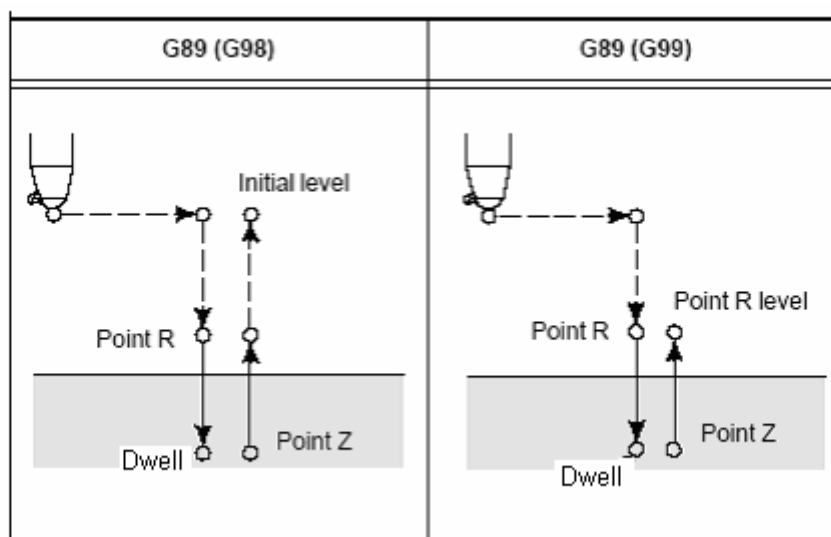 G89 (G98)
G89 (G99)
Initial level
Point R
Point Z
Dwell
Point R level
Point R
Point Z
Dwell